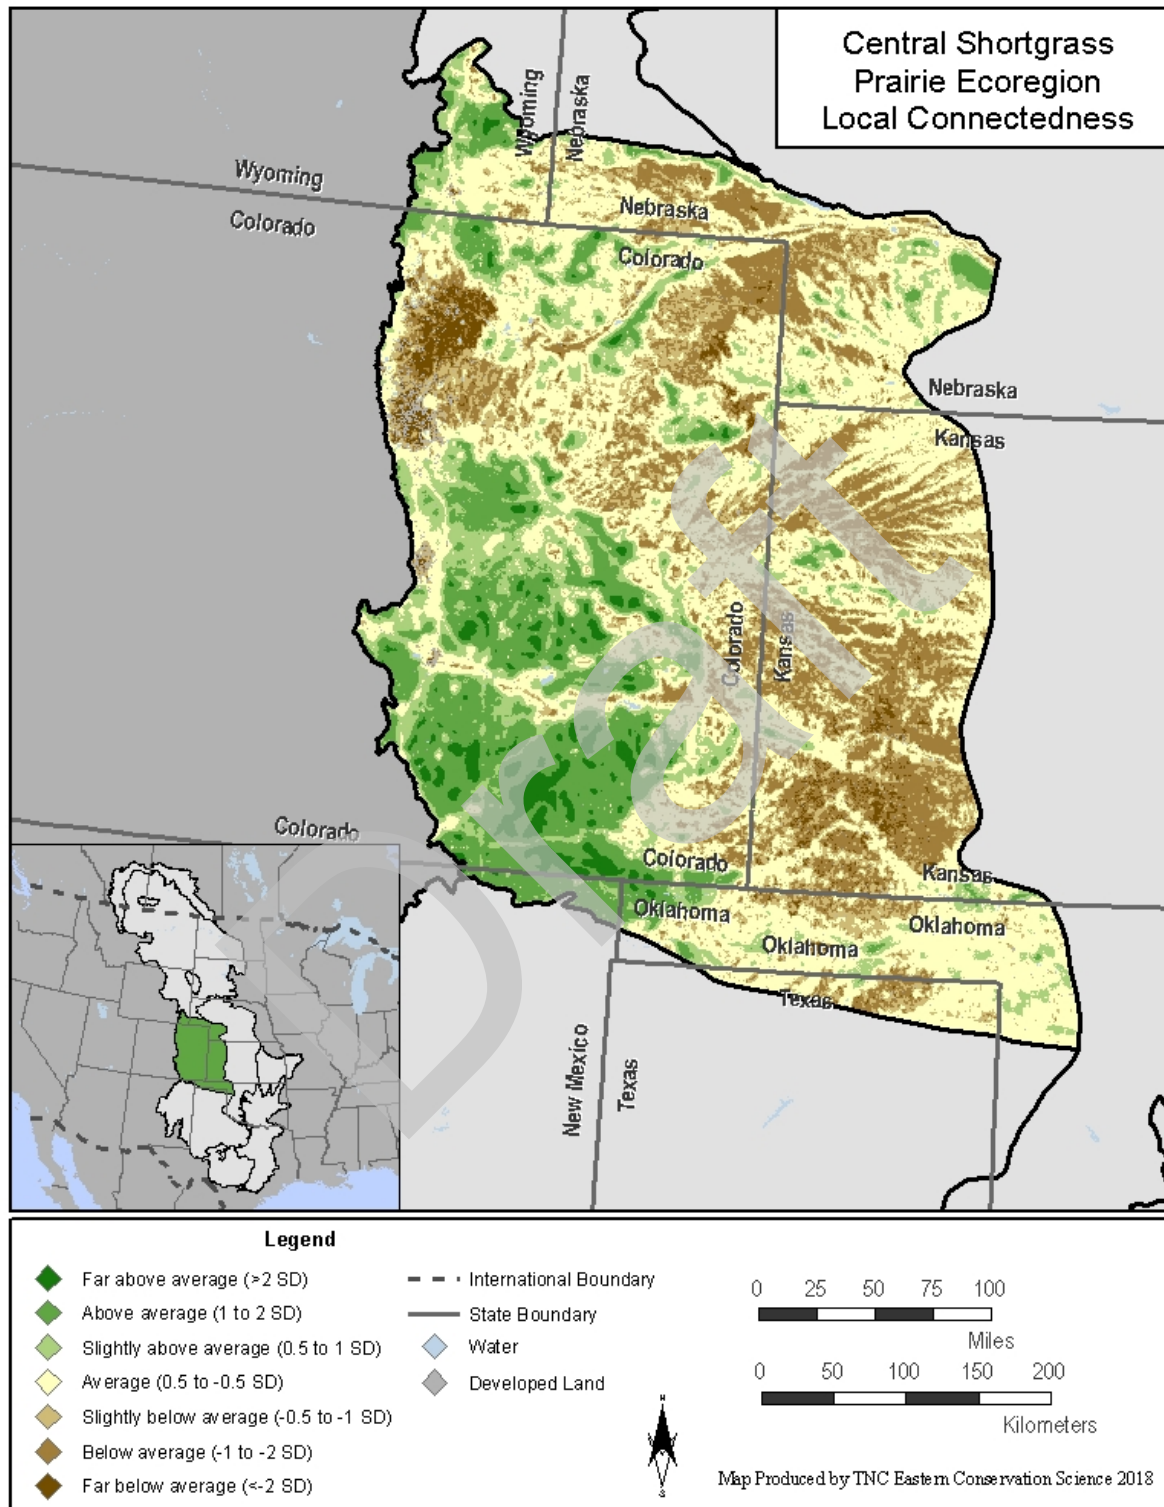 Central Shortgrass
Prairie Ecoregion
Local Connectedness
Wyoming
Nebraska
Wyoming
Colorado
Nebraska
Colorado
Nebraska
Kansas
Colorado
Kansas
Colorado
Colorado
Kansas
Oklahoma
Oklahoma
Oklahoma
Texas
New Mexico
Texas
Draft
Legend
Far above average (>2 SD)
Above average (1 to 2 SD)
Slightly above average (0.5 to 1 SD)
Average (0.5 to -0.5 SD)
Slightly below average (-0.5 to -1 SD)
Below average (-1 to -2 SD)
Far below average (<-2 SD)
International Boundary
State Boundary
Water
Developed Land
N
S
0 25 50 75 100
Miles
0 50 100 150 200
Kilometers
Map Produced by TNC Eastern Conservation Science 2018